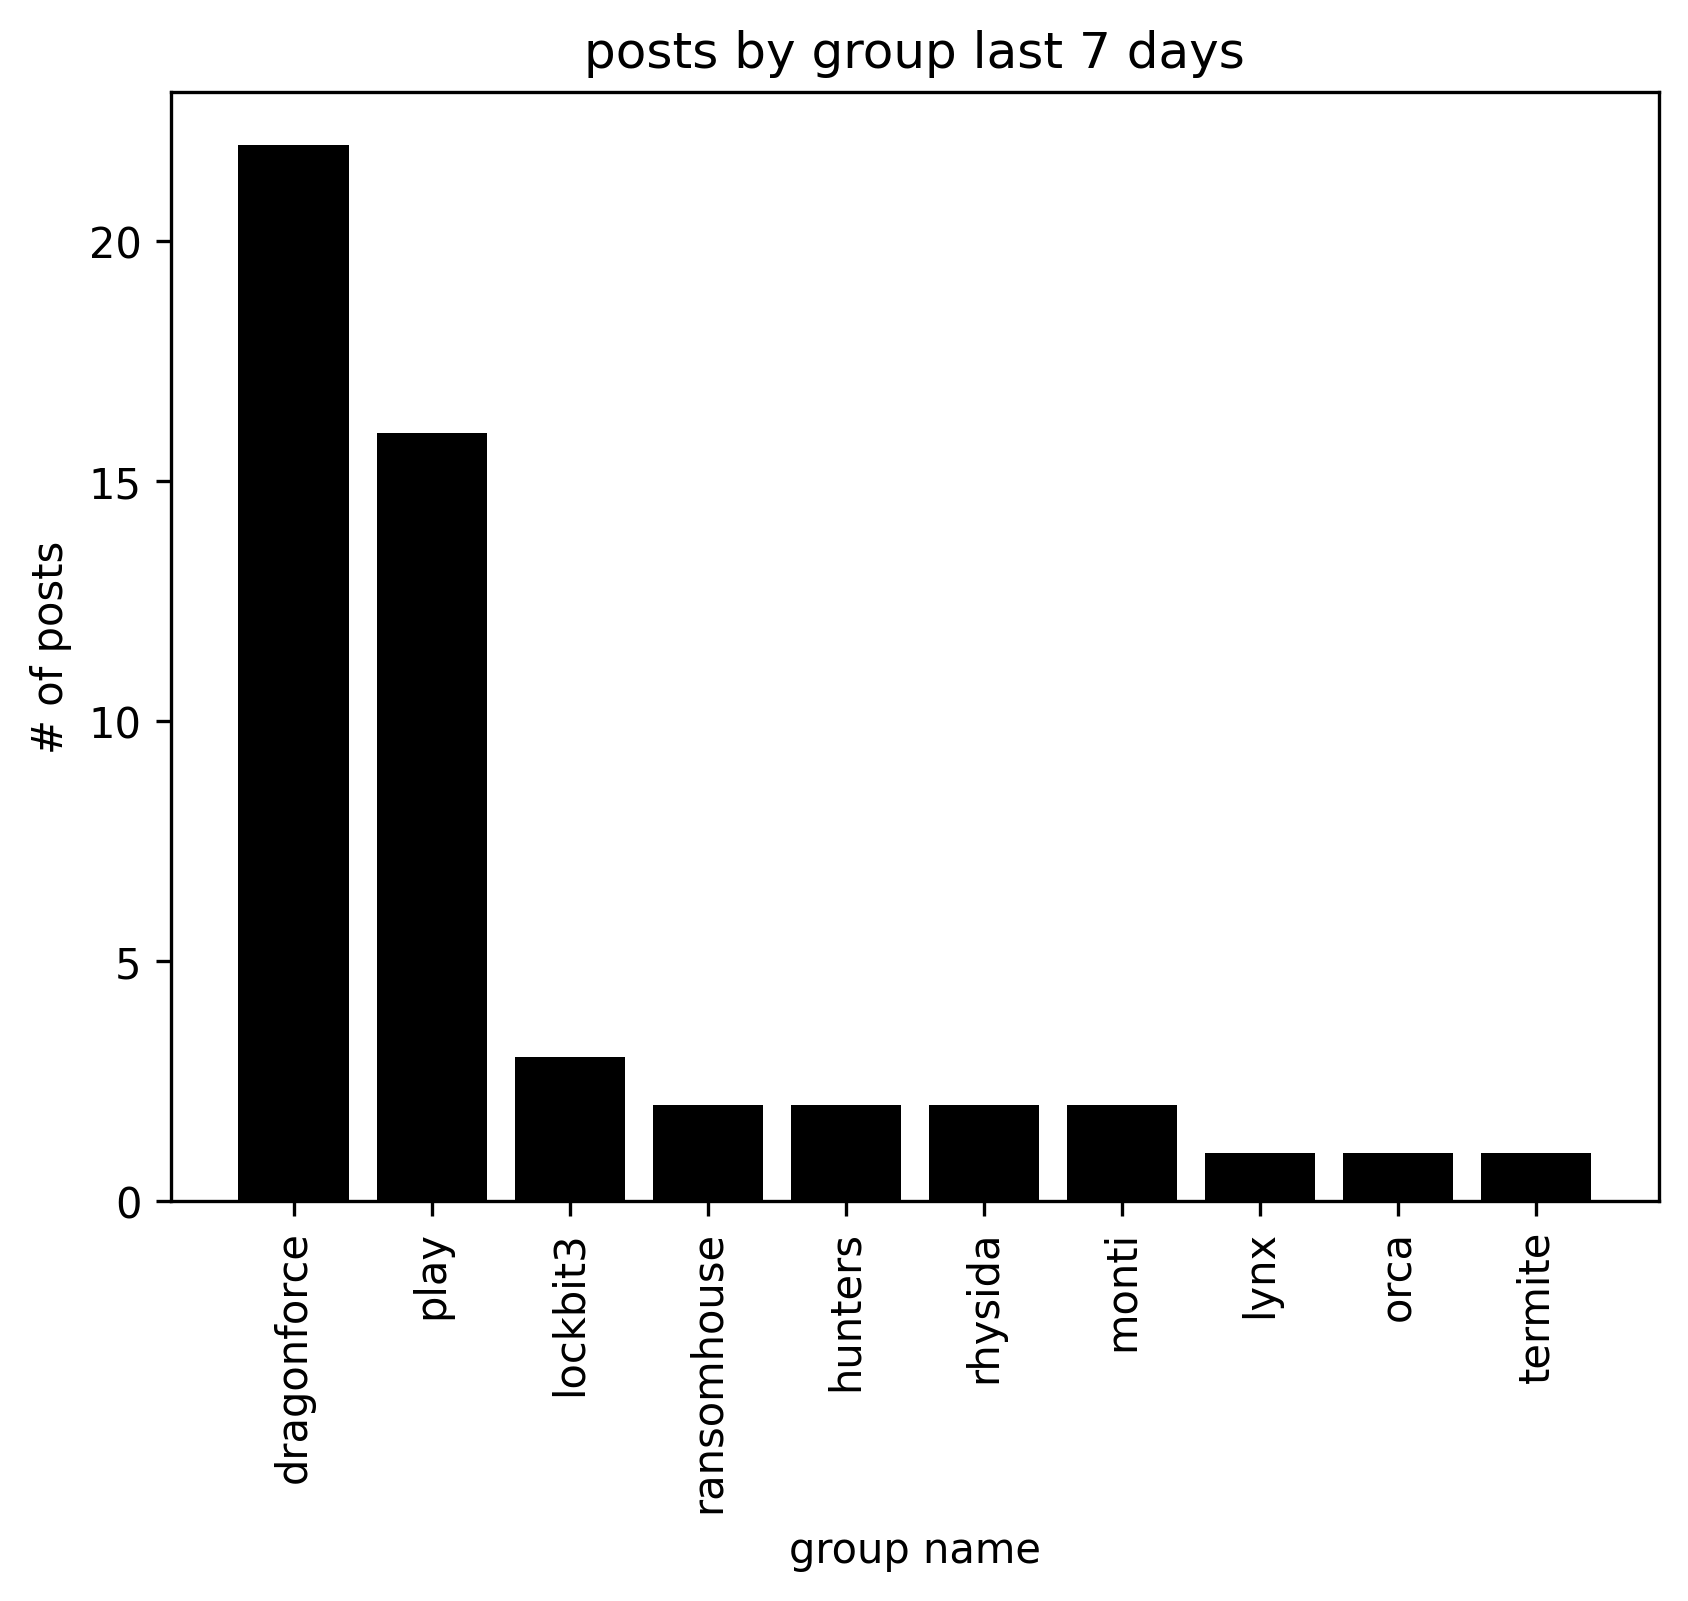 posts by group last 7 days
# of posts
20
15
10
5
0
dragonforce
play
lockbit3
ransomhouse
hunters
rhysida
monti
lynx
orca
termite
group name